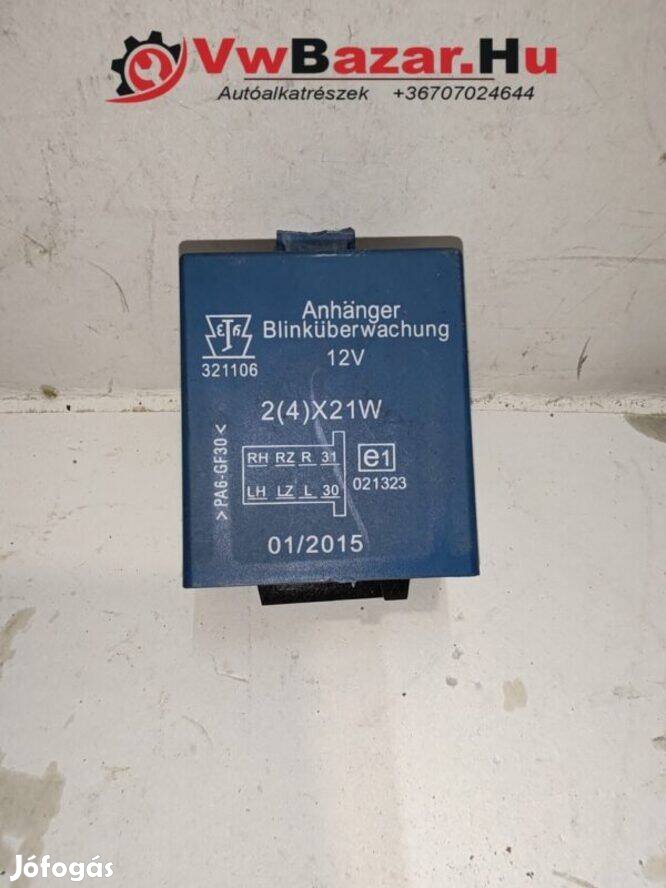 VwBazar.Hu
Autóalkatrészek +36707024644
Anhänger
Blinküberwachung
12V
321106
2(4)X21W
>PA6-GF30<
RH RZ R 31
LH LZ L 30
e1
021323
01/2015
Jófogás